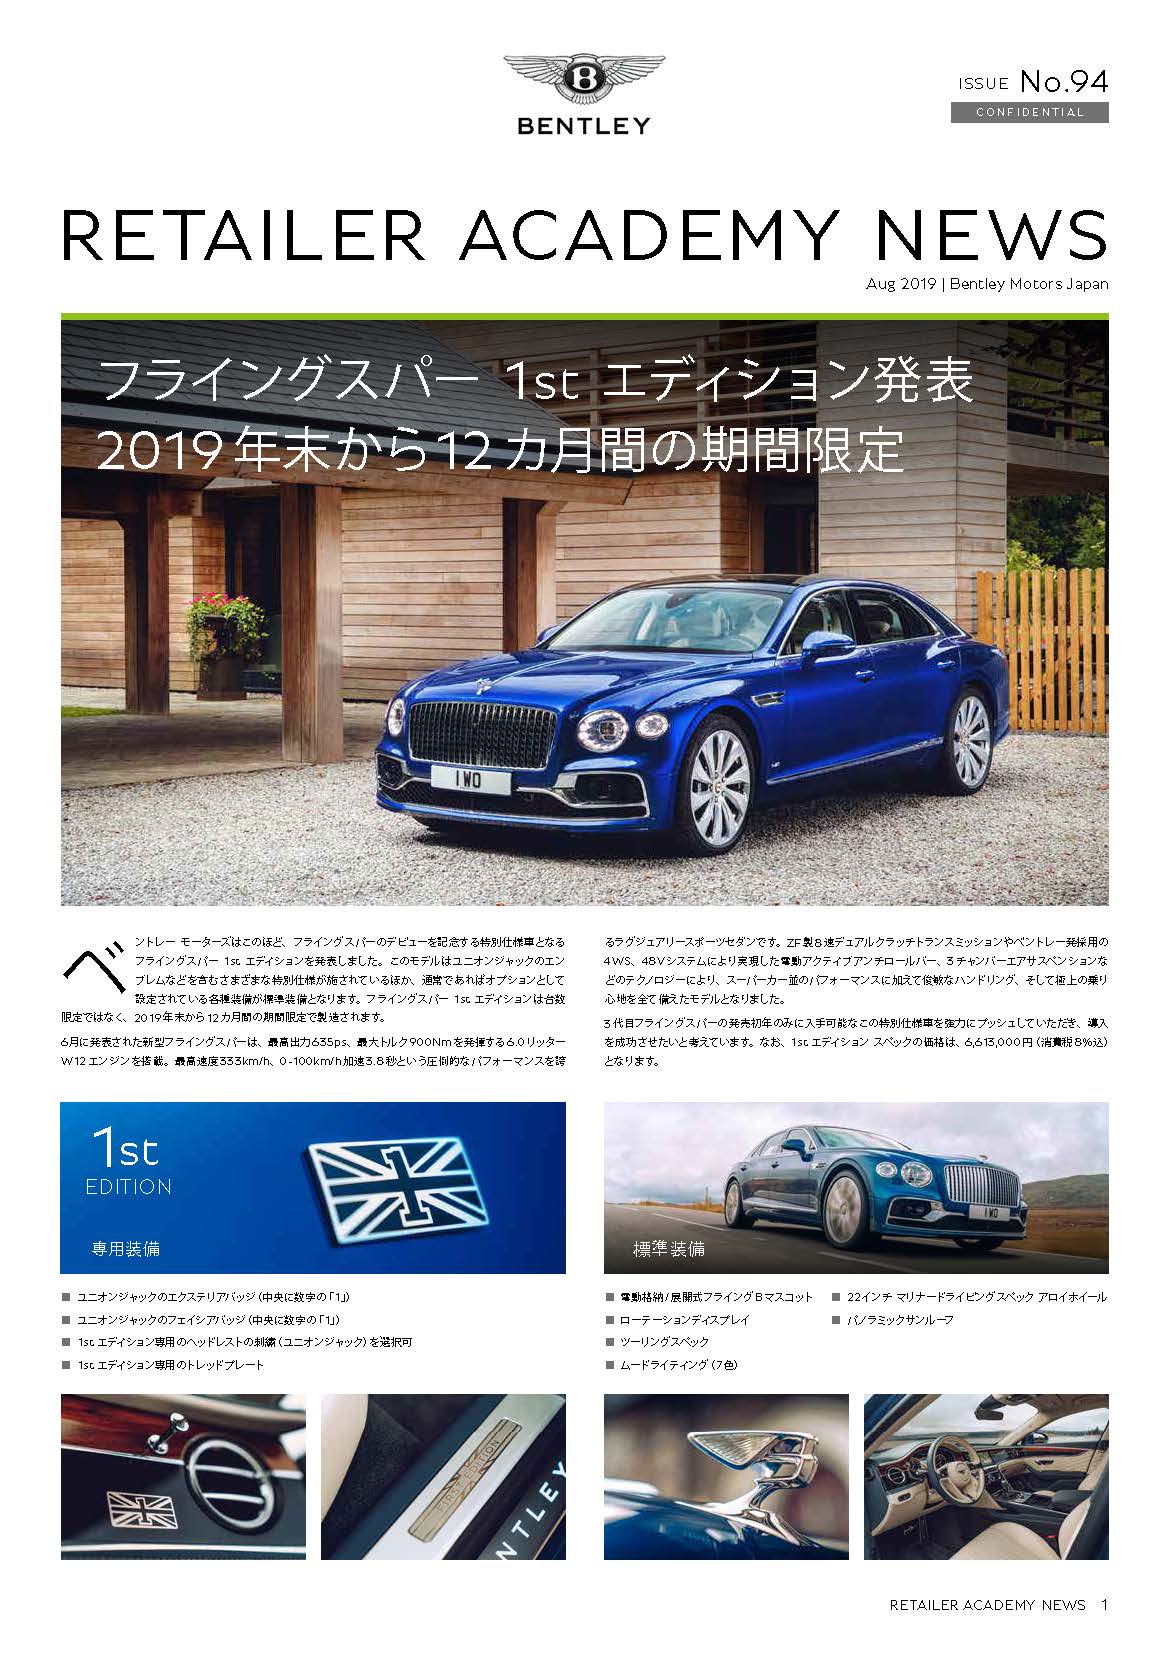 BENTLEY
ISSUE No.94
CONFIDENTIAL
RETAILER ACADEMY NEWS
Aug 2019 | Bentley Motors Japan
フライングスパー 1st エディション発表
2019年末から12カ月間の期間限定
1 WO
ベントレー モーターズはこのほど、フライングスパーのデビューを記念する特別仕様車となる
フライングスパー 1st エディションを発表しました。このモデルはユニオンジャックのエン
ブレムなどを含むさまざまな特別仕様が施されているほか、通常であればオプションとして
設定されている各種装備が標準装備となります。フライングスパー 1st エディションは台数
限定ではなく、2019年末から12カ月間の期間限定で製造されます。
6月に発表された新型フライングスパーは、最高出力635ps、最大トルク900Nmを発揮する6.0リッター
W12エンジンを搭載。最高速度333km/h、0-100km/h加速3.8秒という圧倒的なパフォーマンスを誇
るラグジュアリースポーツセダンです。ZF製8速デュアルクラッチトランスミッションやベントレー発採用の
4WS、48Vシステムにより実現した電動アクティブアンチロールバー、3チャンバーエアサスペンションな
どのテクノロジーにより、スーパーカー並のパフォーマンスに加えて俊敏なハンドリング、そして極上の乗り
心地を全て備えたモデルとなりました。
3代目フライングスパーの発売初年のみに入手可能なこの特別仕様車を強力にプッシュしていただき、導入
を成功させたいと考えています。なお、1st エディション スペックの価格は、6,613,000円（消費税8%込）
となります。
1st
EDITION
1
専用装備
■ ユニオンジャックのエクステリアバッジ（中央に数字の「1」）
■ ユニオンジャックのフェイシアバッジ（中央に数字の「1」）
■ 1st エディション専用のヘッドレストの刺繍（ユニオンジャック）を選択可
■ 1st エディション専用のトレッドプレート
1 WO
標準装備
■ 電動格納/展開式フライングBマスコット
■ ローテーションディスプレイ
■ ツーリングスペック
■ ムードライティング（7色）
■ 22インチ マリナードライビングスペック アロイホイール
■ パノラミックサンルーフ
FIRST EDITION
NTLEY
RETAILER ACADEMY NEWS 1